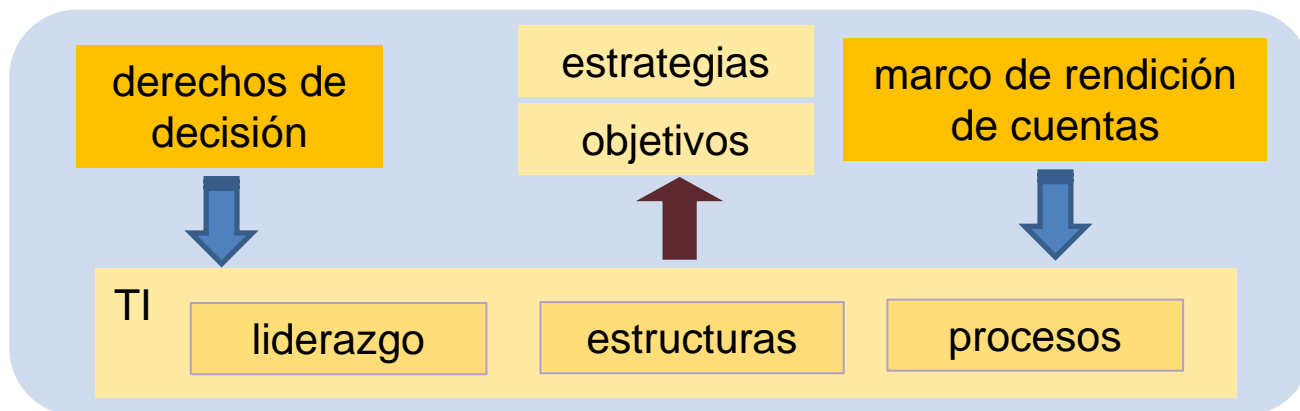 derechos de
decisión
estrategias
objetivos
marco de rendición
de cuentas
TI
liderazgo
estructuras
procesos